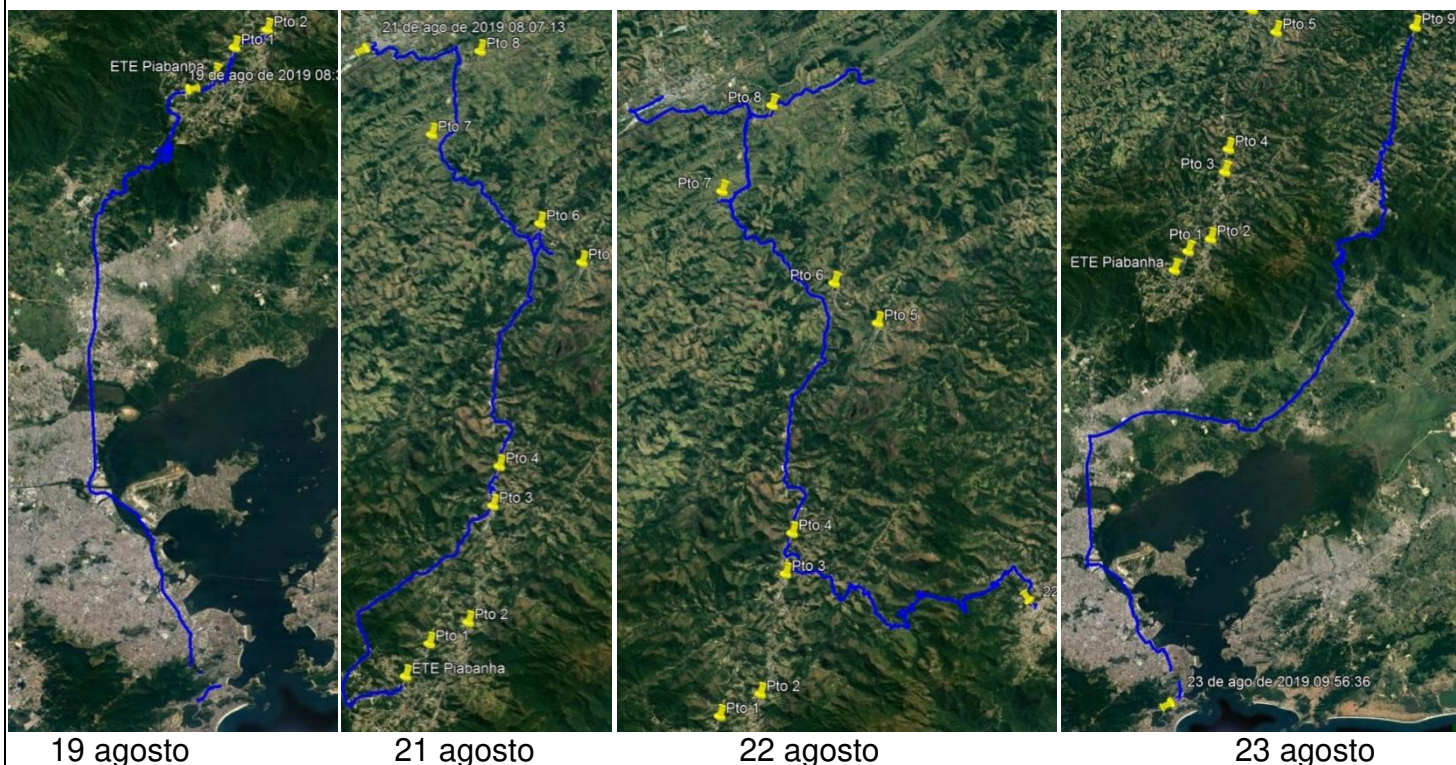 Pto 2
Pto 1
ETE Piabanha
19 de ago de 2019 08:3
19 agosto
21 de ago de 2019 08:07:13
Pto 8
Pto 7
Pto 6
Pto
Pto 4
Pto 3
Pto 2
Pto 1
ETE Piabanha
21 agosto
Pto 8
Pto 7
Pto 6
Pto 5
Pto 4
Pto 3
22
Pto 2
Pto 1
22 agosto
Pto 9
Pto 5
Pto 4
Pto 3
Pto 2
Pto 1
ETE Piabanha
23 de ago de 2019 09:56:36
23 agosto